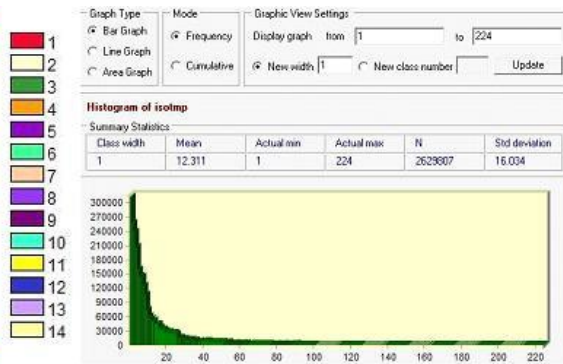 1
2
3
4
5
6
7
8
9
10
11
12
13
14
Graph Type
Bar Graph
Line Graph
Area Graph
Mode
Frequency
Cumulative
Graphic View Settings
Display graph from 1 to 224
New width 1 New class number Update
Histogram of isotmp
Summary Statistics
Class width Mean Actual min Actual max N Std deviation
1 12.311 1 224 2629807 16.034
300000
270000
240000
210000
180000
150000
120000
90000
60000
30000
0
20 40 60 80 100 120 140 160 180 200 220